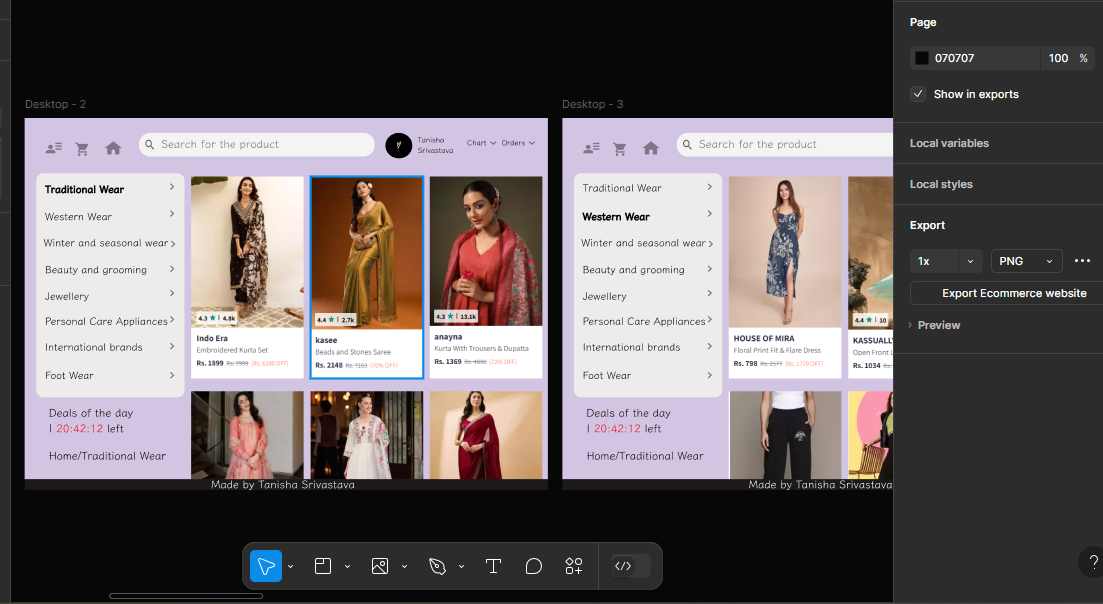 Page
070707
100 %
Show in exports
Local variables
Local styles
Export
1x
PNG
Export Ecommerce website
Preview
Desktop - 2
Search for the product
Tanisha
Srivastava
Chart
Orders
Traditional Wear
Western Wear
Winter and seasonal wear
Beauty and grooming
Jewellery
Personal Care Appliances
International brands
Foot Wear
Deals of the day
| 20:42:12 left
Home/Traditional Wear
4.3 ★ | 4.8k
Indo Era
Embroidered Kurta Set
Rs. 1899 Rs. 7999 (Rs. 6100 OFF)
4.4 ★ | 2.7k
kasee
Beads and Stones Saree
Rs. 2148 Rs. 7163 (70% OFF)
4.3 ★ | 13.1k
anayna
Kurta With Trousers & Dupatta
Rs. 1369 Rs. 4890 (72% OFF)
Made by Tanisha Srivastava
Desktop - 3
Search for the product
Traditional Wear
Western Wear
Winter and seasonal wear
Beauty and grooming
Jewellery
Personal Care Appliances
International brands
Foot Wear
Deals of the day
| 20:42:12 left
Home/Traditional Wear
HOUSE OF MIRA
Floral Print Fit & Flare Dress
Rs. 798 Rs. 2577 (Rs. 1779 OFF)
4.4 ★ | 10
KASSUALL
Open Front L
Rs. 1034 Rs.
Made by Tanisha Srivastava